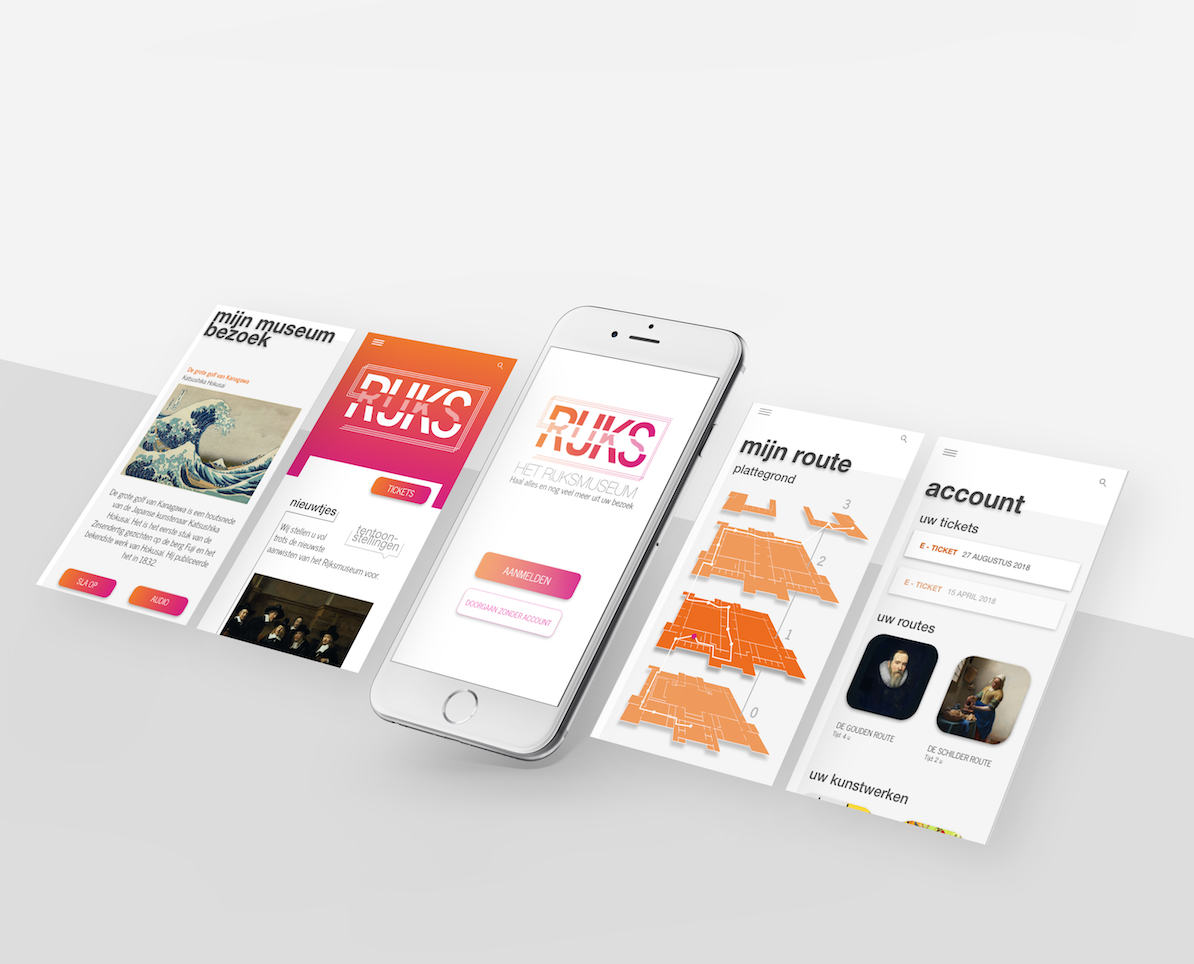 mijn museum
bezoek
De grote golf van Kanagawa
Katsushika Hokusai
De grote golf van Kanagawa is een houtsnede
van de Japanse kunstenaar Katsushika
Hokusai. Het is het eerste stuk van de
Zesendertig gezichten op de berg Fuji en het
bekendste werk van Hokusai. Hij publiceerde
het in 1832.
SLA OP
AUDIO
RIJKS
RIJKS
TICKETS
nieuwtjes
tentoon-
stellingen
Wij stellen u vol
trots de nieuwste
aanwisten van het Rijksmuseum voor.
RIJKS
RIJKS
HET RIJKSMUSEUM
Haal alles en nog veel meer uit uw bezoek
AANMELDEN
DOORGAAN ZONDER ACCOUNT
mijn route
plattegrond
3
2
1
0
account
uw tickets
E - TICKET 27 AUGUSTUS 2018
E - TICKET 15 APRIL 2018
uw routes
DE GOUDEN ROUTE
Tijd 4 u
DE SCHILDER ROUTE
Tijd 2 u
uw kunstwerken